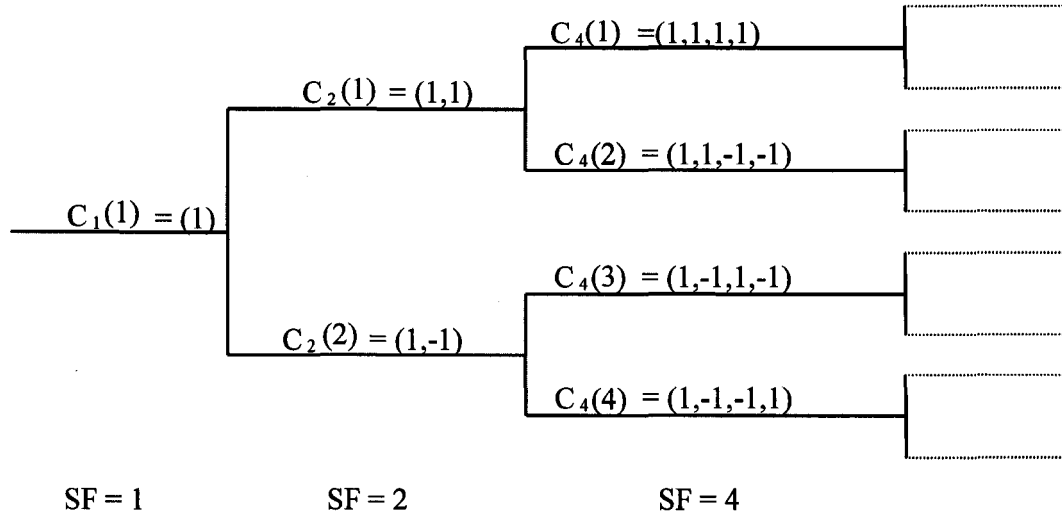 C₄(1) =(1,1,1,1)
C₂(1) = (1,1)
C₄(2) = (1,1,-1,-1)
C₁(1) = (1)
C₄(3) = (1,-1,1,-1)
C₂(2) = (1,-1)
C₄(4) = (1,-1,-1,1)
SF = 1 SF = 2 SF = 4